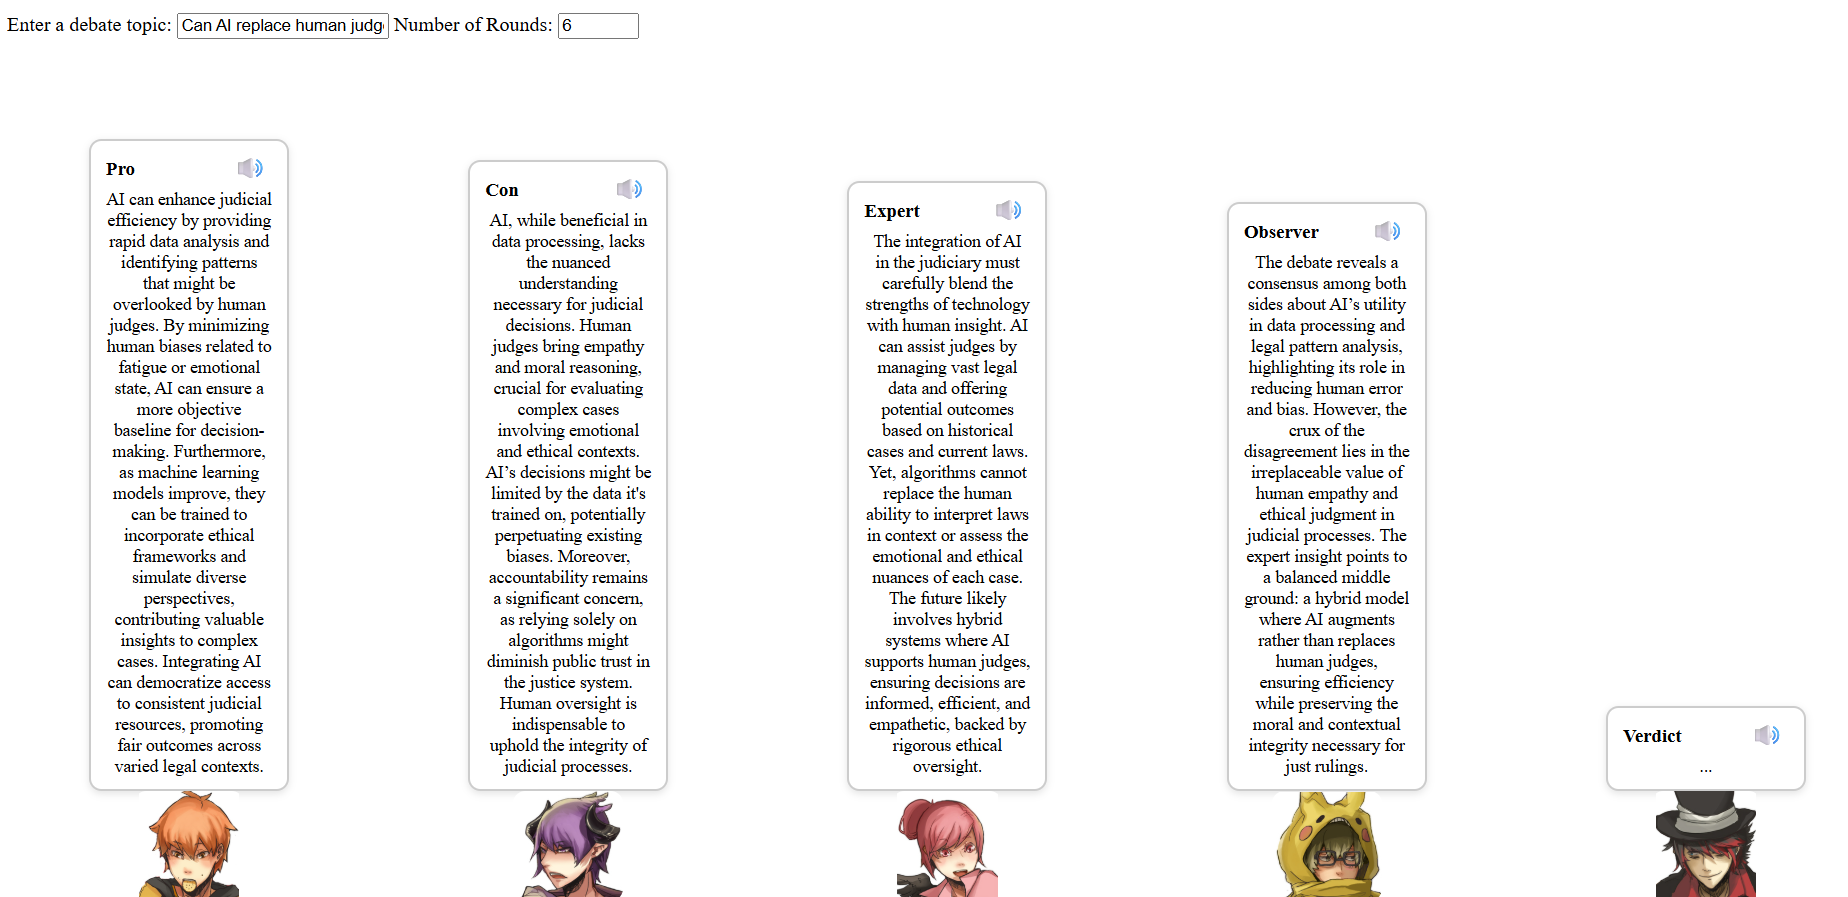 Enter a debate topic: Can AI replace human judg Number of Rounds: 6
Pro
AI can enhance judicial
efficiency by providing
rapid data analysis and
identifying patterns
that might be
overlooked by human
judges. By minimizing
human biases related to
fatigue or emotional
state, AI can ensure a
more objective
baseline for decision-
making. Furthermore,
as machine learning
models improve, they
can be trained to
incorporate ethical
frameworks and
simulate diverse
perspectives,
contributing valuable
insights to complex
cases. Integrating AI
can democratize access
to consistent judicial
resources, promoting
fair outcomes across
varied legal contexts.
Con
AI, while beneficial in
data processing, lacks
the nuanced
understanding
necessary for judicial
decisions. Human
judges bring empathy
and moral reasoning,
crucial for evaluating
complex cases
involving emotional
and ethical contexts.
AI’s decisions might be
limited by the data it's
trained on, potentially
perpetuating existing
biases. Moreover,
accountability remains
a significant concern,
as relying solely on
algorithms might
diminish public trust in
the justice system.
Human oversight is
indispensable to
uphold the integrity of
judicial processes.
Expert
The integration of AI
in the judiciary must
carefully blend the
strengths of technology
with human insight. AI
can assist judges by
managing vast legal
data and offering
potential outcomes
based on historical
cases and current laws.
Yet, algorithms cannot
replace the human
ability to interpret laws
in context or assess the
emotional and ethical
nuances of each case.
The future likely
involves hybrid
systems where AI
supports human judges,
ensuring decisions are
informed, efficient, and
empathetic, backed by
rigorous ethical
oversight.
Observer
The debate reveals a
consensus among both
sides about AI’s utility
in data processing and
legal pattern analysis,
highlighting its role in
reducing human error
and bias. However, the
crux of the
disagreement lies in the
irreplaceable value of
human empathy and
ethical judgment in
judicial processes. The
expert insight points to
a balanced middle
ground: a hybrid model
where AI augments
rather than replaces
human judges,
ensuring efficiency
while preserving the
moral and contextual
integrity necessary for
just rulings.
Verdict
...